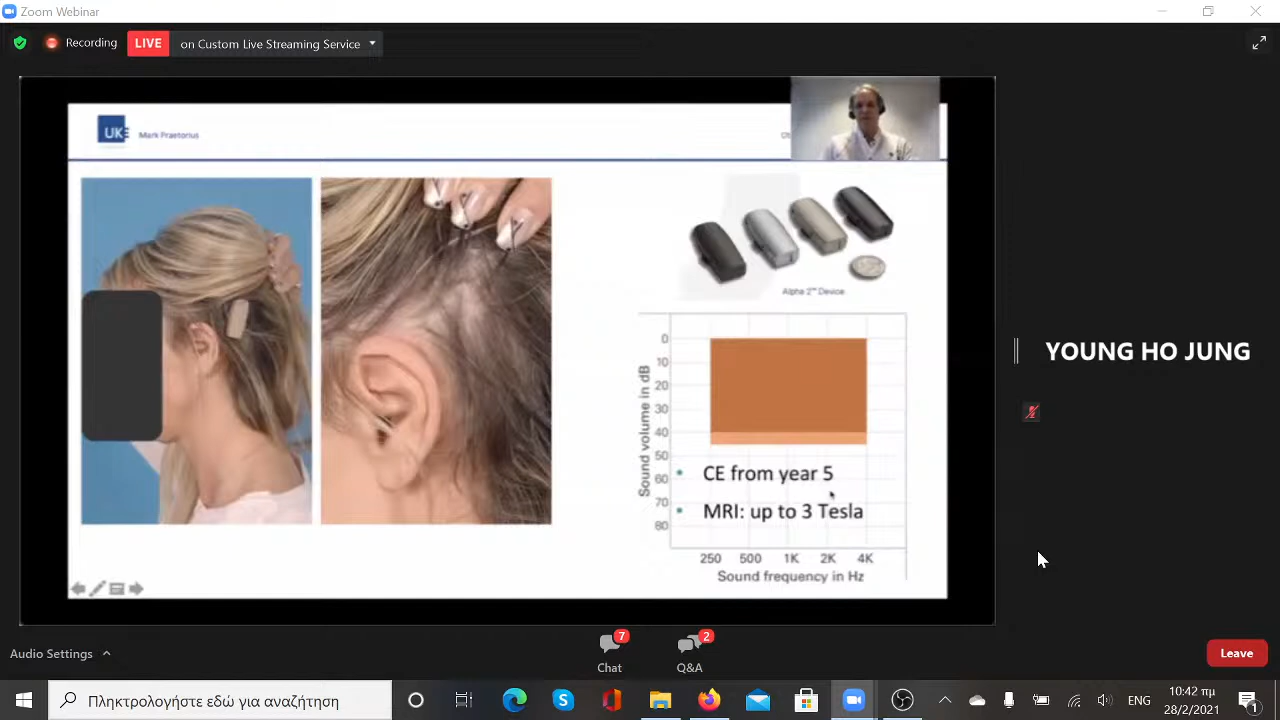 Zoom Webinar
Recording
LIVE
on Custom Live Streaming Service
UKE
Mark Praetorius
Alpha 2™ Device
Sound volume in dB
0
10
20
30
40
50
60
70
80
CE from year 5
MRI: up to 3 Tesla
250 500 1K 2K 4K
Sound frequency in Hz
YOUNG HO JUNG
Audio Settings
7
Chat
2
Q&A
Leave
Πληκτρολογήστε εδώ για αναζήτηση
ENG
10:42 πμ
28/2/2021
1